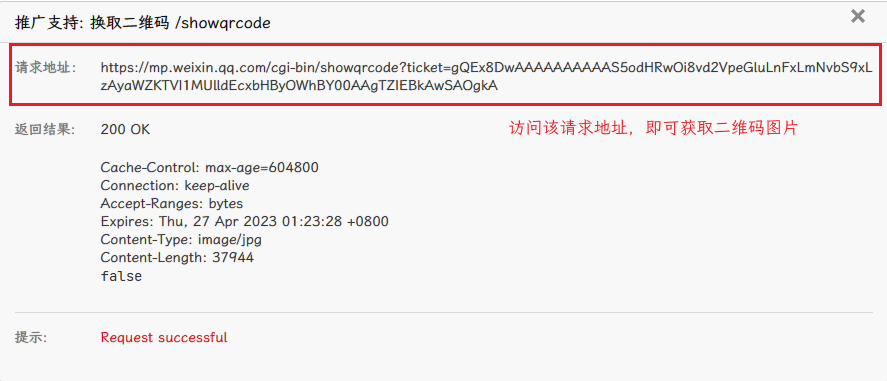 推广支持: 换取二维码 /showqrcode
请求地址: https://mp.weixin.qq.com/cgi-bin/showqrcode?ticket=gQEx8DwAAAAAAAAAAS5odHRwOi8vd2VpeGluLnFxLmNvbS9xL
zAyaWZKTVI1MUlldEcxbHByOWhBY00AAgTZIEBkAwSAOgkA
返回结果: 200 OK
访问该请求地址，即可获取二维码图片
Cache-Control: max-age=604800
Connection: keep-alive
Accept-Ranges: bytes
Expires: Thu, 27 Apr 2023 01:23:28 +0800
Content-Type: image/jpg
Content-Length: 37944
false
提示: Request successful